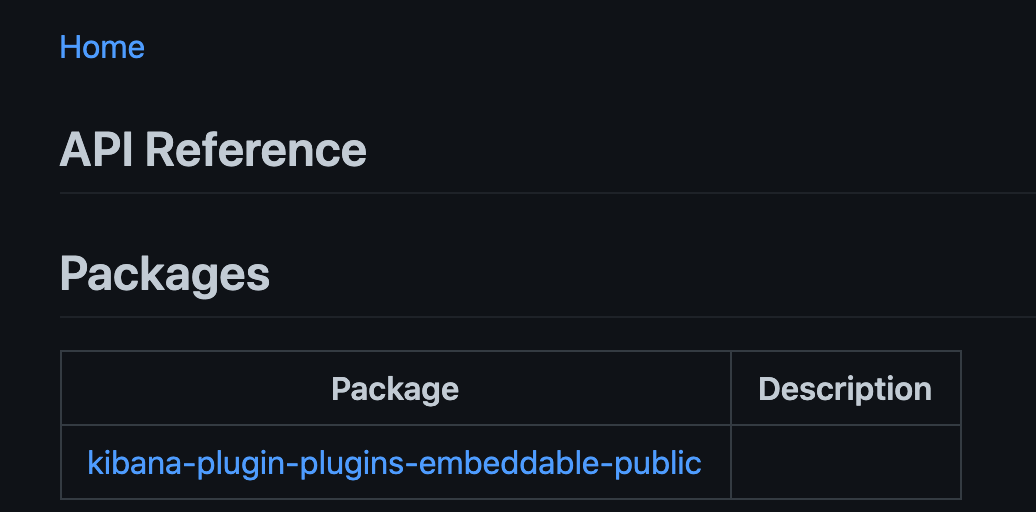 Home
API Reference
Packages
Package Description
kibana-plugin-plugins-embeddable-public